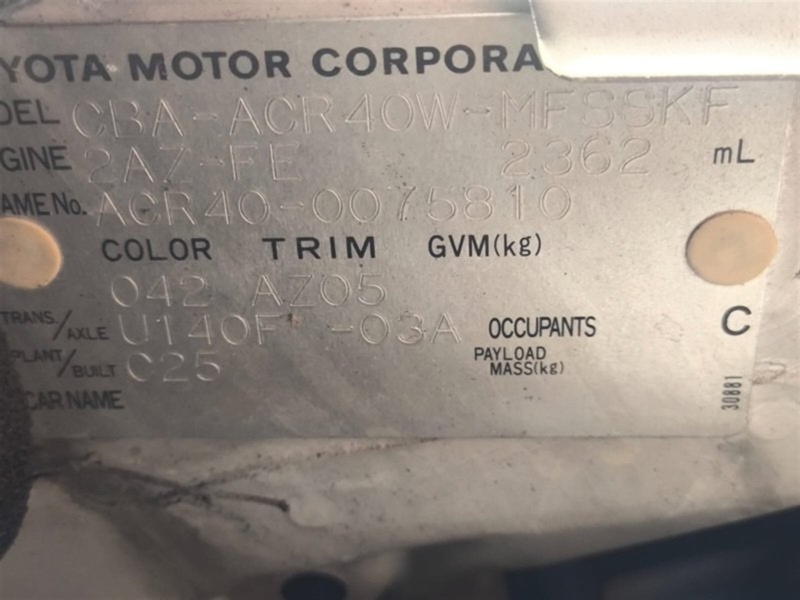 YOTA MOTOR CORPORA
DEL CBA-ACR40W-MFSSKF
GINE 2AZ-FE 2362 mL
AME No. ACR40-0075810
COLOR TRIM GVM(kg)
042 AZ05
TRANS./AXLE U140F -03A OCCUPANTS C
PLANT/BUILT C25 PAYLOAD MASS(kg)
CAR NAME
30881